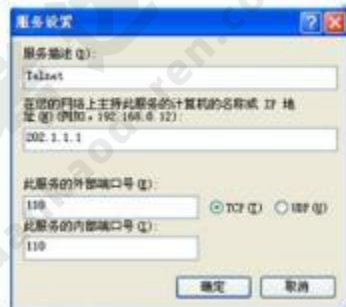 服务设置
服务描述(D):
Telnet
在您的网络上主持此服务的计算机的名称或 IP 地
址(N)(例如，192.168.0.12):
202.1.1.1
此服务的外部端口号(E):
110
TCP(T)
UDP(U)
此服务的内部端口号(I):
110
确定
取消